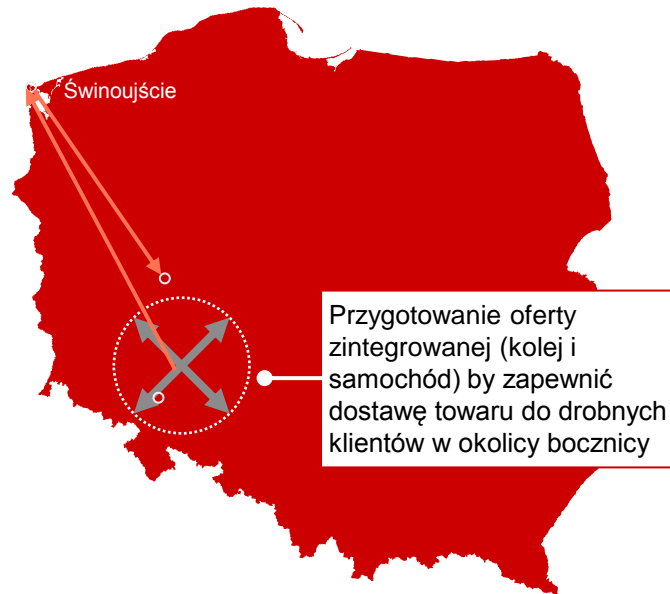 Świnoujście
Przygotowanie oferty
zintegrowanej (kolej i
samochód) by zapewnić
dostawę towaru do drobnych
klientów w okolicy bocznicy